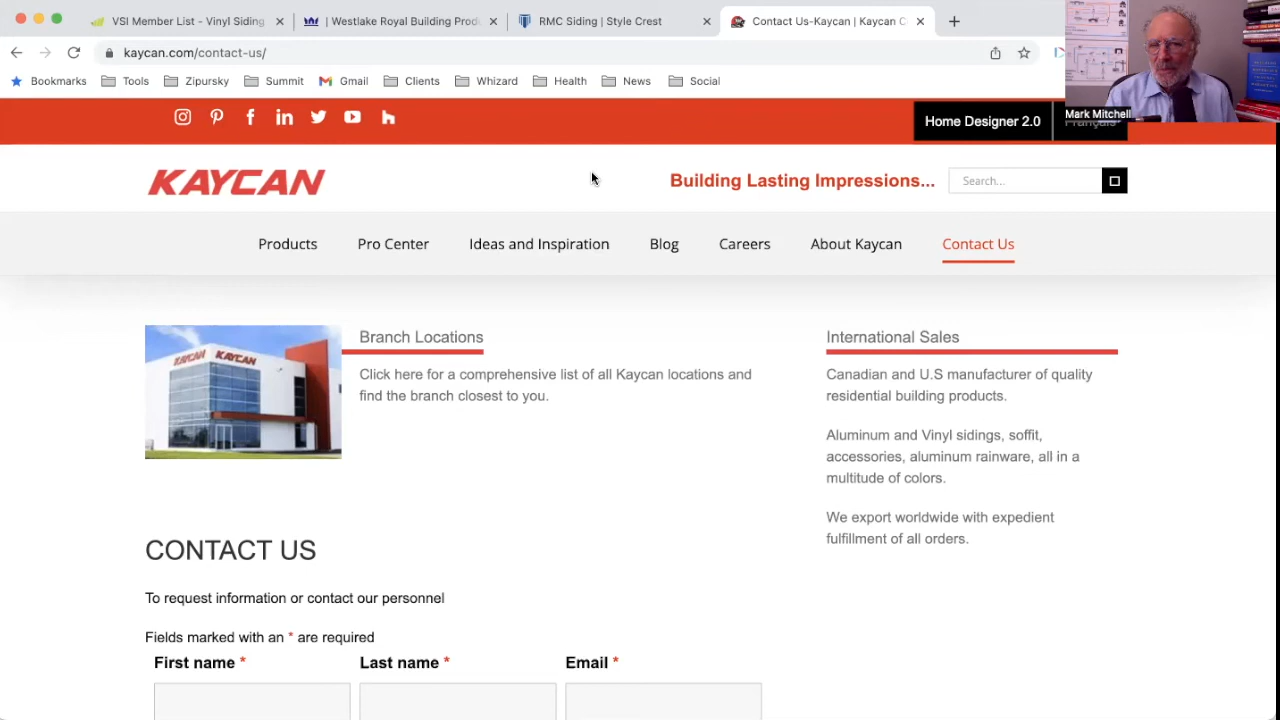 VSI Member List - Vinyl Siding
| Westlake Royal Building Produ
RMC Siding | Style Crest
Contact Us-Kaycan | Kaycan C
kaycan.com/contact-us/
Bookmarks
Tools
Zipursky
Summit
Gmail
Clients
Whizard
Health
News
Social
Mark Mitchell
Home Designer 2.0
Français
KAYCAN
Building Lasting Impressions...
Search...
Products
Pro Center
Ideas and Inspiration
Blog
Careers
About Kaycan
Contact Us
KAYCAN KAYCAN
Branch Locations
Click here for a comprehensive list of all Kaycan locations and
find the branch closest to you.
International Sales
Canadian and U.S manufacturer of quality
residential building products.
Aluminum and Vinyl sidings, soffit,
accessories, aluminum rainware, all in a
multitude of colors.
We export worldwide with expedient
fulfillment of all orders.
CONTACT US
To request information or contact our personnel
Fields marked with an * are required
First name *
Last name *
Email *